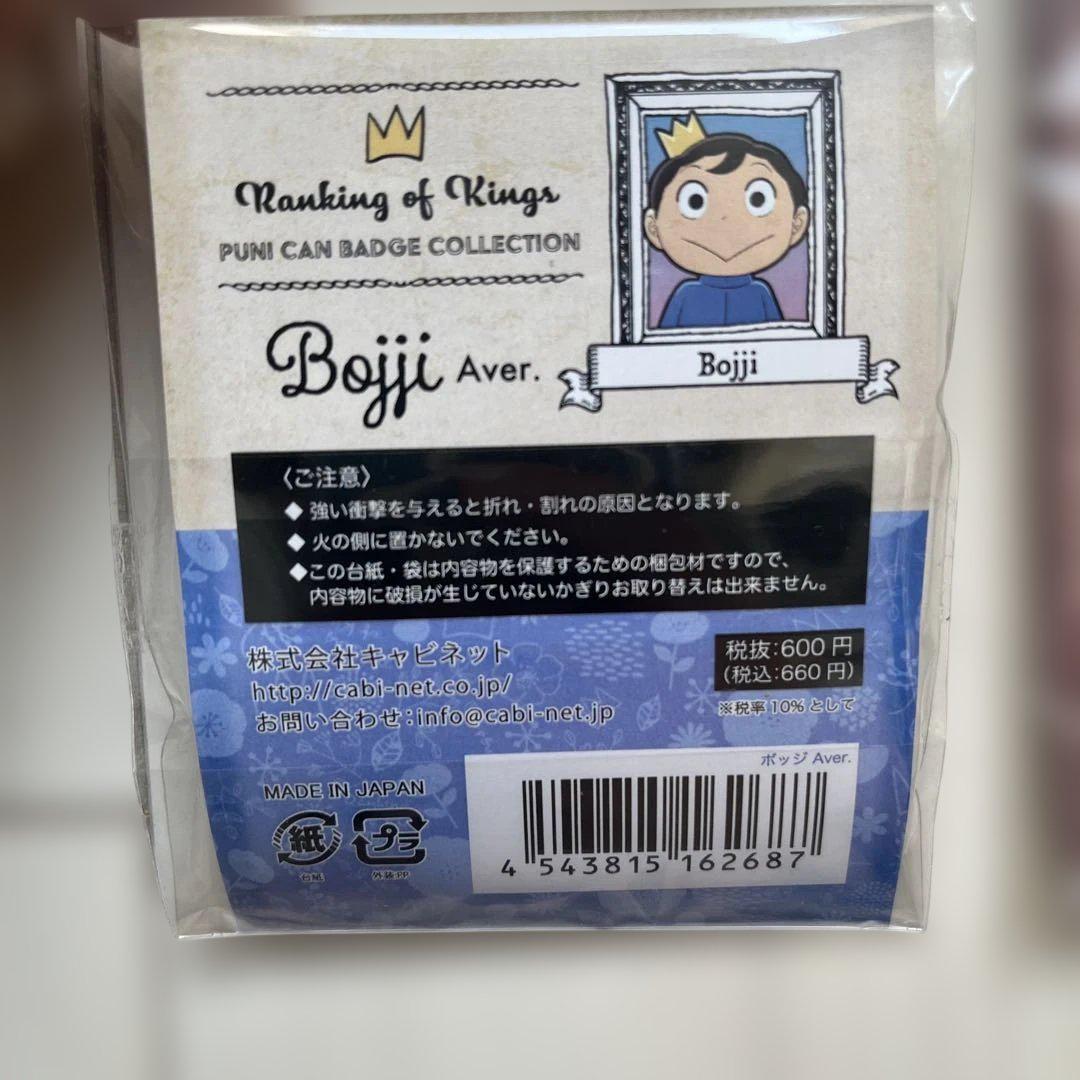 Ranking of Kings
PUNI CAN BADGE COLLECTION
Bojji Aver.
Bojji
〈ご注意〉
◆ 強い衝撃を与えると折れ・割れの原因となります。
◆ 火の側に置かないでください。
◆この台紙・袋は内容物を保護するための梱包材ですので、
内容物に破損が生じていないかぎりお取り替えは出来ません。
株式会社キャビネット
http://cabi-net.co.jp/
お問い合わせ:info@cabi-net.jp
税抜:600円
(税込:660円)
※税率10%として
MADE IN JAPAN
紙
台紙
プラ
外装:PP
ボッジ Aver.
4 543815 162687